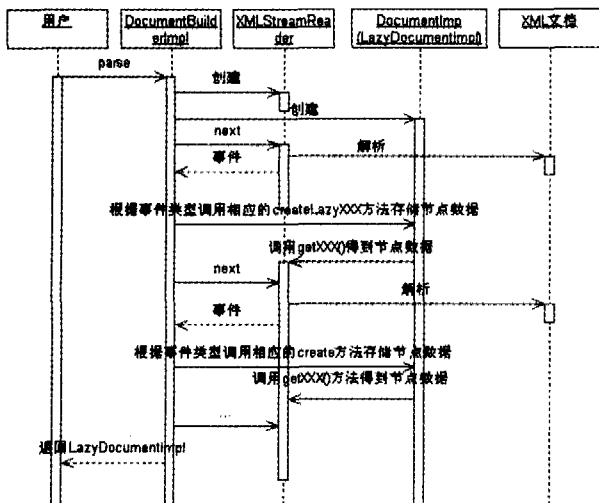 用户
DocumentBuil
derImpl
XMLStreamRea
der
DocumentImp
(LazyDocumentImpl)
XML文档
parse
创建
创建
next
解析
事件
根据事件类型调用相应的createLazyXXX方法存储节点数据
调用getXXX()得到节点数据
next
解析
事件
根据事件类型调用相应的create方法存储节点数据
调用getXXX()方法得到节点数据
...
返回LazyDocumentImpl